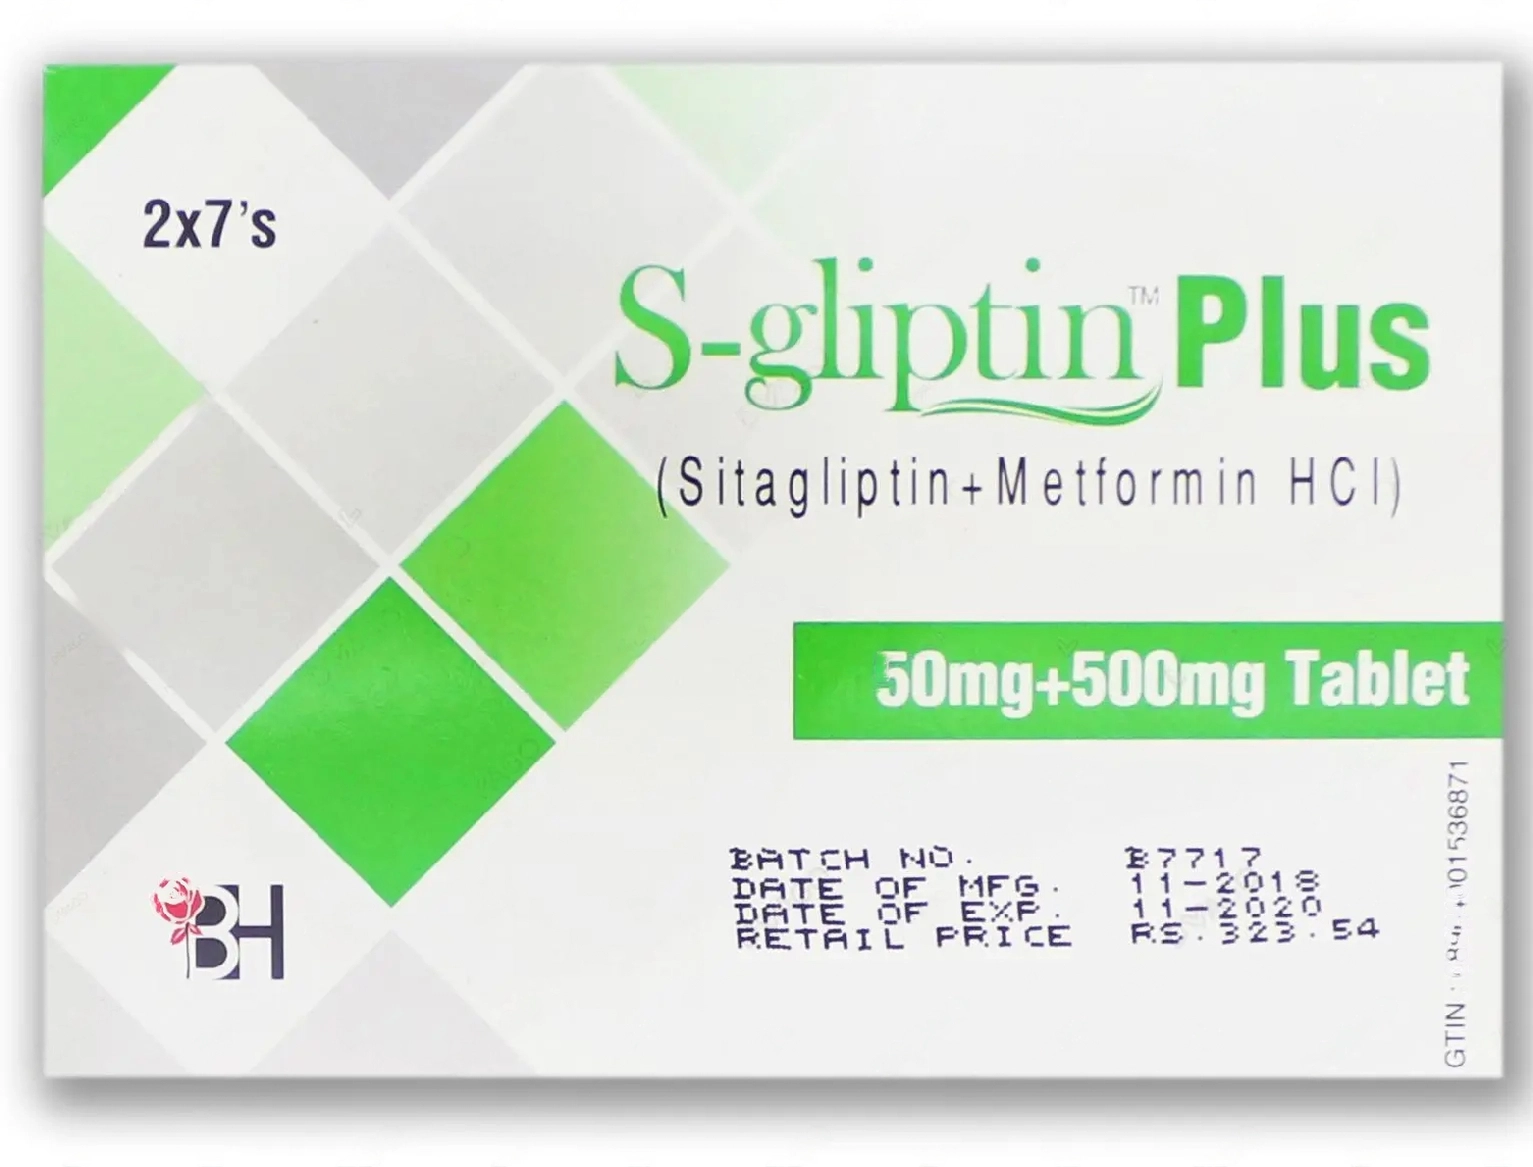 2x7's
S-gliptin™ Plus
(Sitagliptin+Metformin HCl)
50mg+500mg Tablet
BATCH NO. B7717
DATE OF MFG. 11-2018
DATE OF EXP. 11-2020
RETAIL PRICE RS.323.54
BH
GTIN :